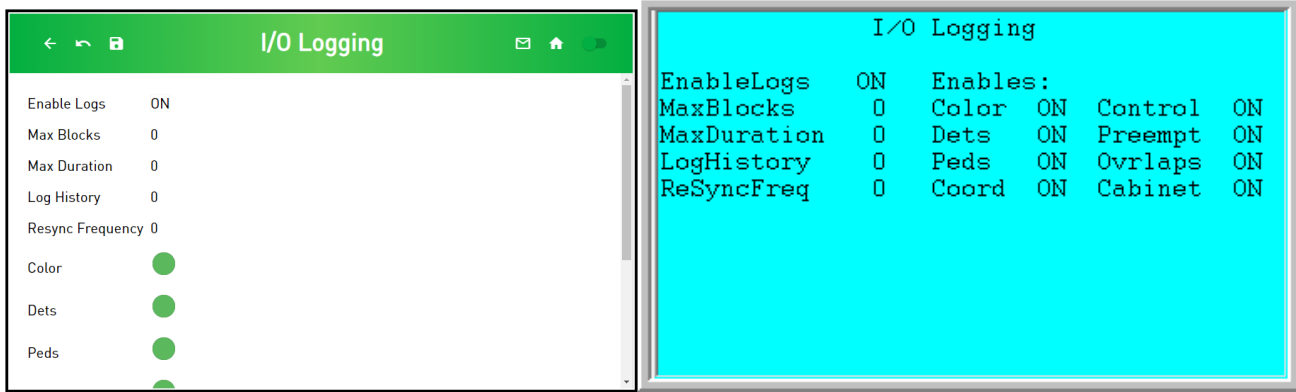 I/O Logging
Enable Logs ON
Max Blocks 0
Max Duration 0
Log History 0
Resync Frequency 0
Color
Dets
Peds
I/O Logging
EnableLogs ON Enables:
MaxBlocks 0 Color ON Control ON
MaxDuration 0 Dets ON Preempt ON
LogHistory 0 Peds ON Ovrlaps ON
ReSyncFreq 0 Coord ON Cabinet ON